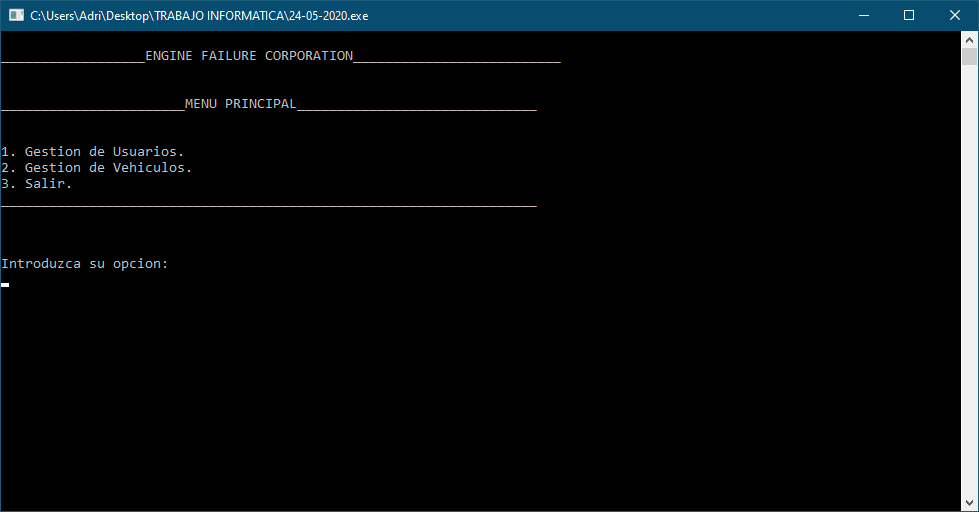 C:\Users\Adri\Desktop\TRABAJO INFORMATICA\24-05-2020.exe
__________________ENGINE FAILURE CORPORATION__________________________
_______________________MENU PRINCIPAL______________________________
1. Gestion de Usuarios.
2. Gestion de Vehiculos.
3. Salir.
___________________________________________________________________
Introduzca su opcion: